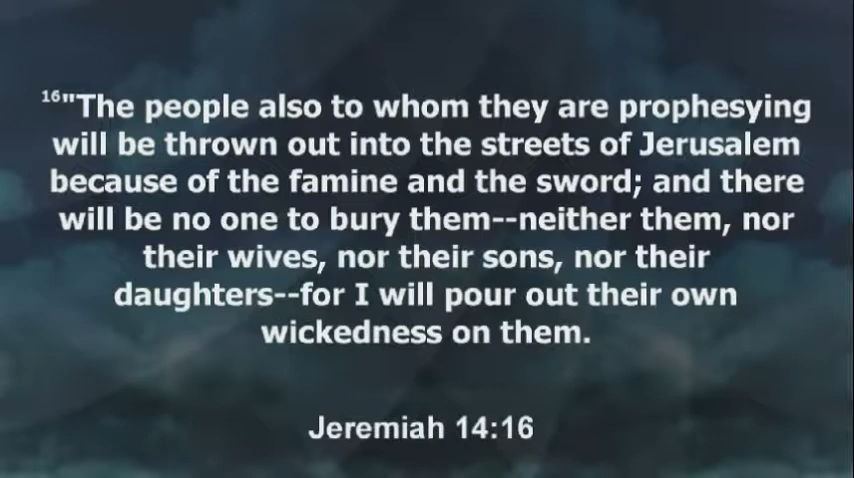 16"The people also to whom they are prophesying
will be thrown out into the streets of Jerusalem
because of the famine and the sword; and there
will be no one to bury them--neither them, nor
their wives, nor their sons, nor their
daughters--for I will pour out their own
wickedness on them.
Jeremiah 14:16